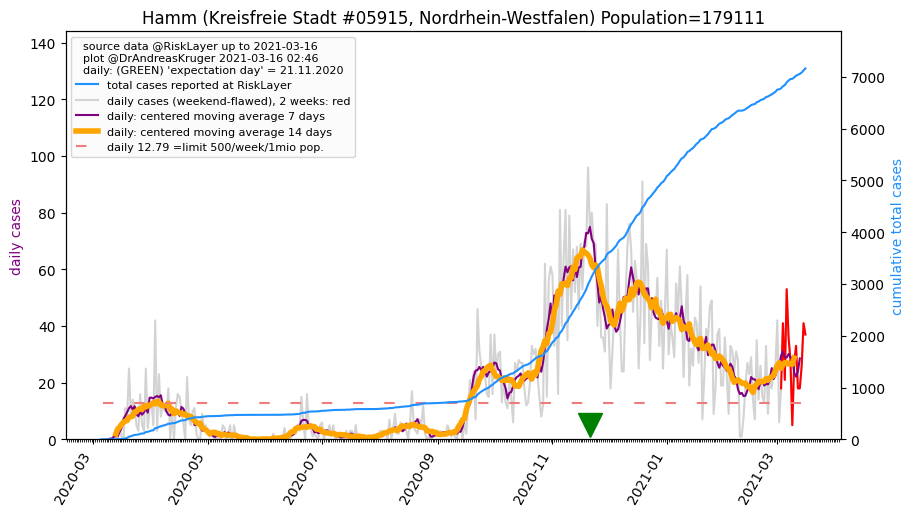 Hamm (Kreisfreie Stadt #05915, Nordrhein-Westfalen) Population=179111
source data @RiskLayer up to 2021-03-16
plot @DrAndreasKruger 2021-03-16 02:46
daily: (GREEN) 'expectation day' = 21.11.2020
total cases reported at RiskLayer
daily cases (weekend-flawed), 2 weeks: red
daily: centered moving average 7 days
daily: centered moving average 14 days
daily 12.79 =limit 500/week/1mio pop.
daily cases
140
120
100
80
60
40
20
0
cumulative total cases
7000
6000
5000
4000
3000
2000
1000
0
2020-03
2020-05
2020-07
2020-09
2020-11
2021-01
2021-03